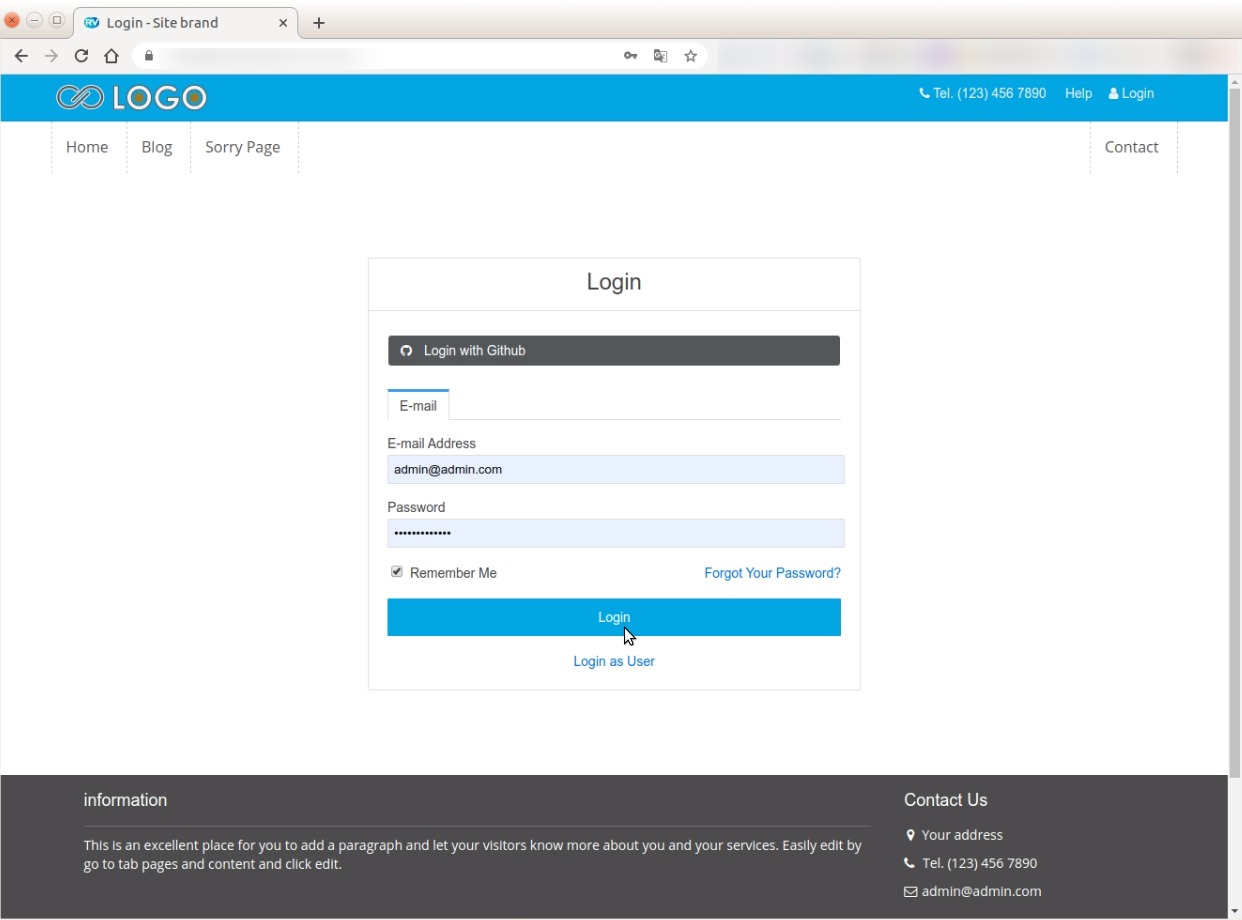 Login - Site brand
LOGO
Tel. (123) 456 7890 Help Login
Home Blog Sorry Page Contact
Login
Login with Github
E-mail
E-mail Address
admin@admin.com
Password
•••••••••••••
Remember Me Forgot Your Password?
Login
Login as User
information
This is an excellent place for you to add a paragraph and let your visitors know more about you and your services. Easily edit by
go to tab pages and content and click edit.
Contact Us
Your address
Tel. (123) 456 7890
admin@admin.com